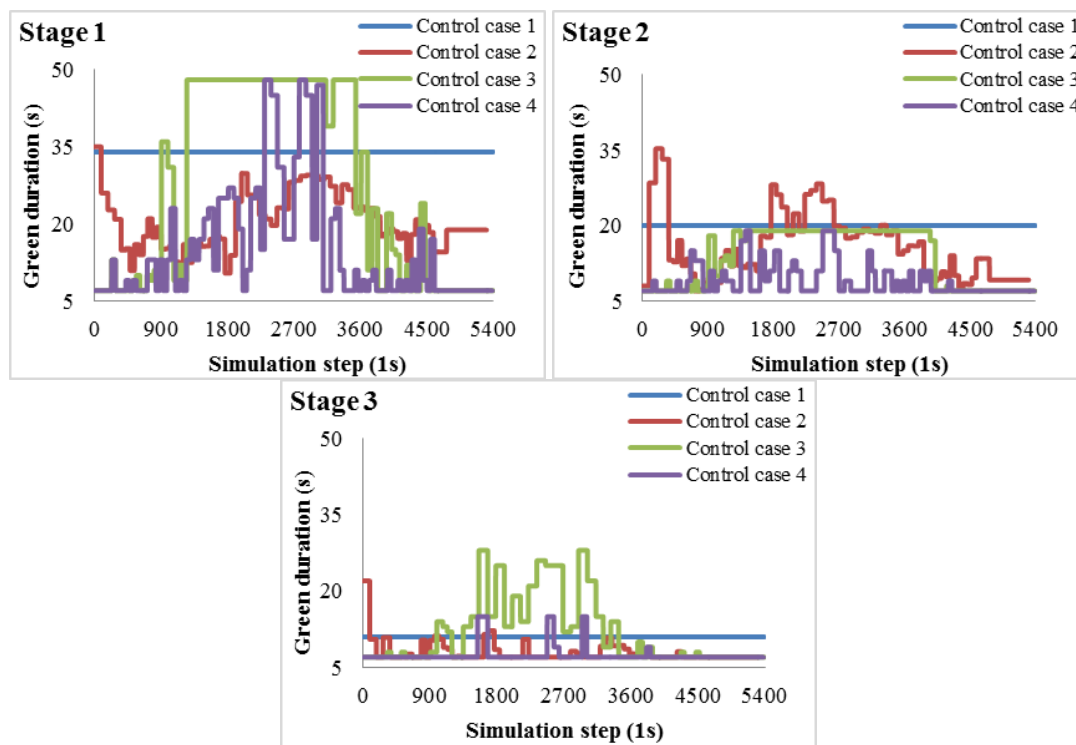 Stage 1
Control case 1
Control case 2
Control case 3
Control case 4
Green duration (s)
50
35
20
5
0 900 1800 2700 3600 4500 5400
Simulation step (1s)
Stage 2
Control case 1
Control case 2
Control case 3
Control case 4
Green duration (s)
50
35
20
5
0 900 1800 2700 3600 4500 5400
Simulation step (1s)
Stage 3
Control case 1
Control case 2
Control case 3
Control case 4
Green duration (s)
50
35
20
5
0 900 1800 2700 3600 4500 5400
Simulation step (1s)